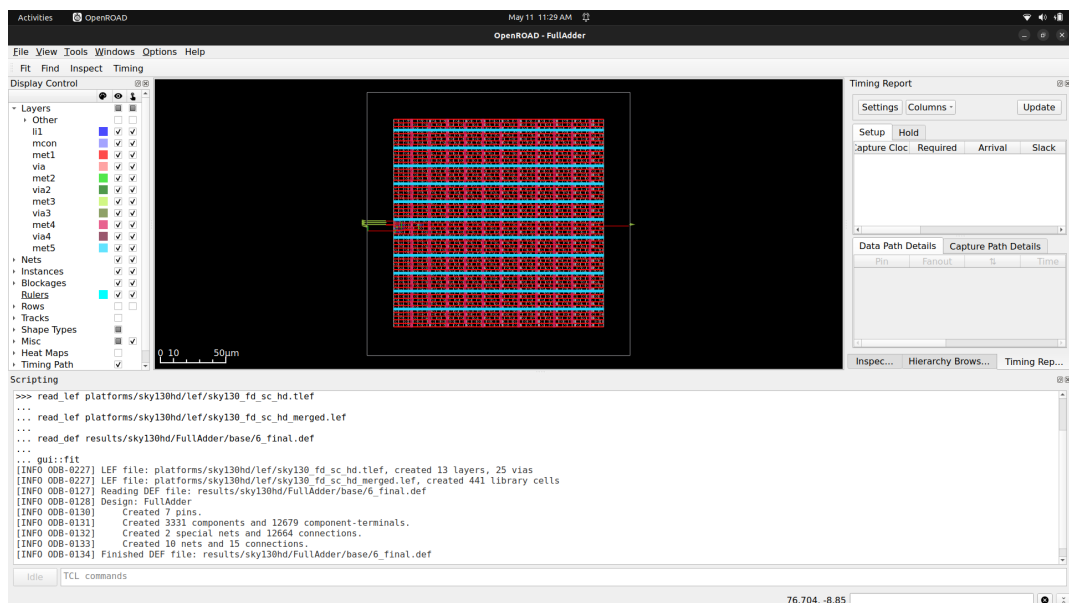 Activities OpenROAD May 11 11:29 AM
OpenROAD - FullAdder
File View Tools Windows Options Help
Fit Find Inspect Timing
Display Control
Layers
Other
li1
mcon
met1
via
met2
via2
met3
via3
met4
via4
met5
Nets
Instances
Blockages
Rulers
Rows
Tracks
Shape Types
Misc
Heat Maps
Timing Path
0 10 50μm
Timing Report
Settings Columns Update
Setup Hold
Capture Cloc Required Arrival Slack
Data Path Details Capture Path Details
Pin Fanout ⇅ Time
Inspec... Hierarchy Brows... Timing Rep...
Scripting
>>> read_lef platforms/sky130hd/lef/sky130_fd_sc_hd.tlef
...
... read_lef platforms/sky130hd/lef/sky130_fd_sc_hd_merged.lef
...
... read_def results/sky130hd/FullAdder/base/6_final.def
...
... gui::fit
[INFO ODB-0227] LEF file: platforms/sky130hd/lef/sky130_fd_sc_hd.tlef, created 13 layers, 25 vias
[INFO ODB-0227] LEF file: platforms/sky130hd/lef/sky130_fd_sc_hd_merged.lef, created 441 library cells
[INFO ODB-0127] Reading DEF file: results/sky130hd/FullAdder/base/6_final.def
[INFO ODB-0128] Design: FullAdder
[INFO ODB-0130] Created 7 pins.
[INFO ODB-0131] Created 3331 components and 12679 component-terminals.
[INFO ODB-0132] Created 2 special nets and 12664 connections.
[INFO ODB-0133] Created 10 nets and 15 connections.
[INFO ODB-0134] Finished DEF file: results/sky130hd/FullAdder/base/6_final.def
Idle TCL commands
76.704, -8.85